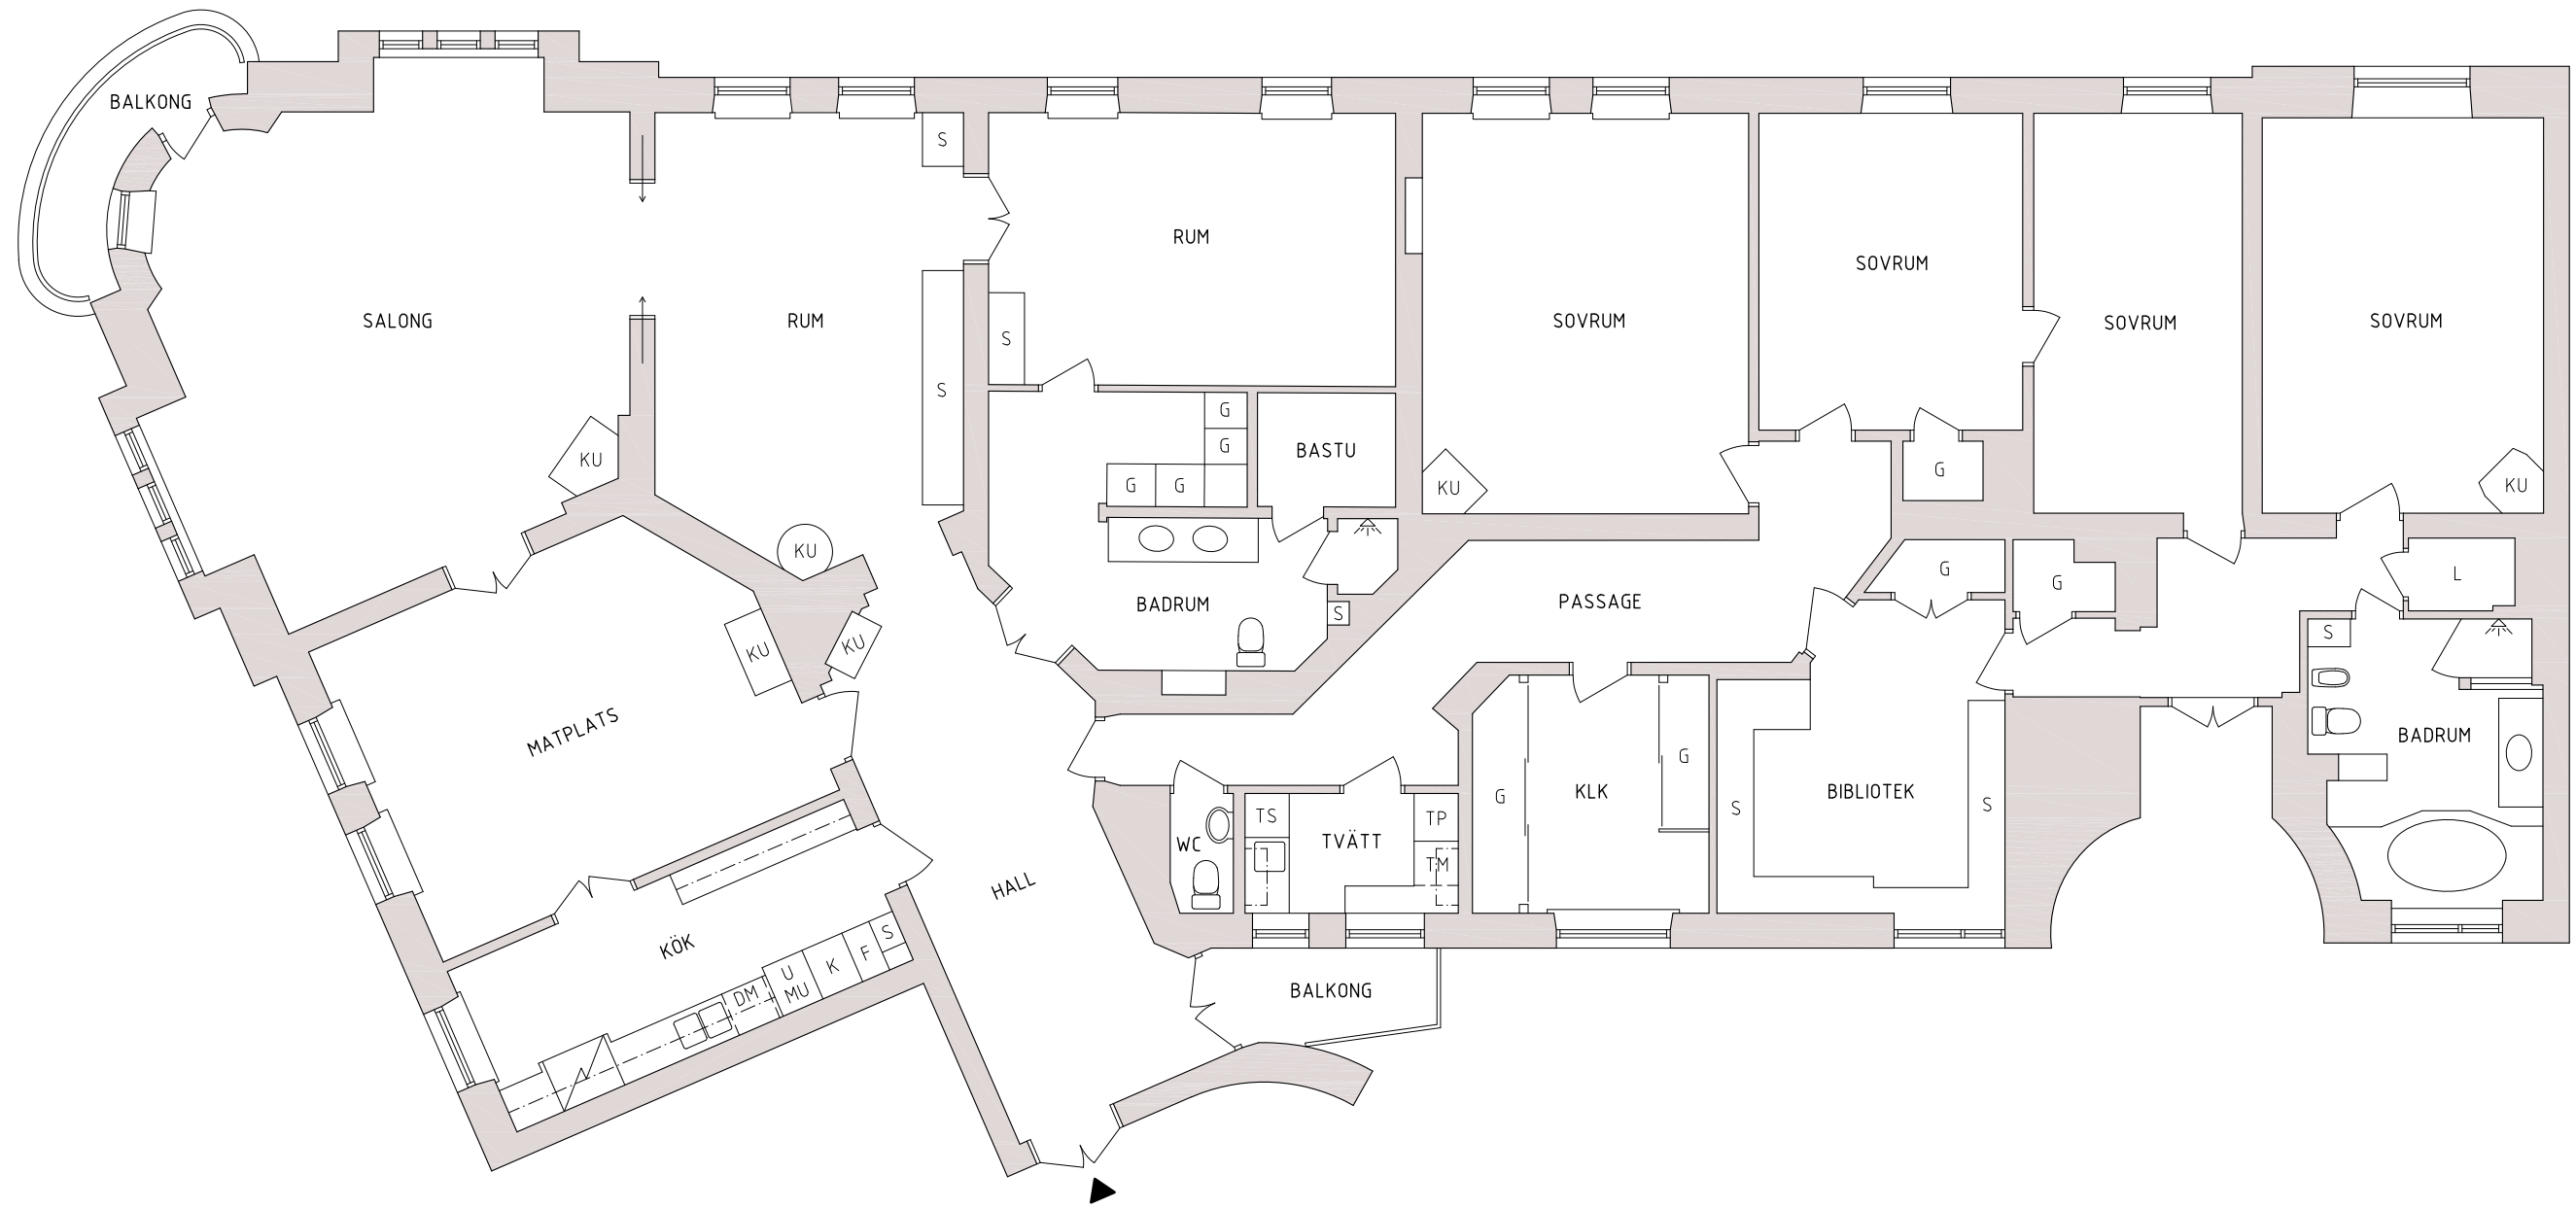 BALKONG
S
RUM
SOVRUM
SALONG
RUM
SOVRUM
SOVRUM
SOVRUM
S
S
G
G
G
G
BASTU
KU
KU
G
KU
KU
KU
KU
BADRUM
S
PASSAGE
G
G
L
S
MATPLATS
BADRUM
G
G
KLK
S
BIBLIOTEK
S
TS
TP
WC
TVÄTT
TM
HALL
KÖK
S
F
K
U
MU
DM
BALKONG